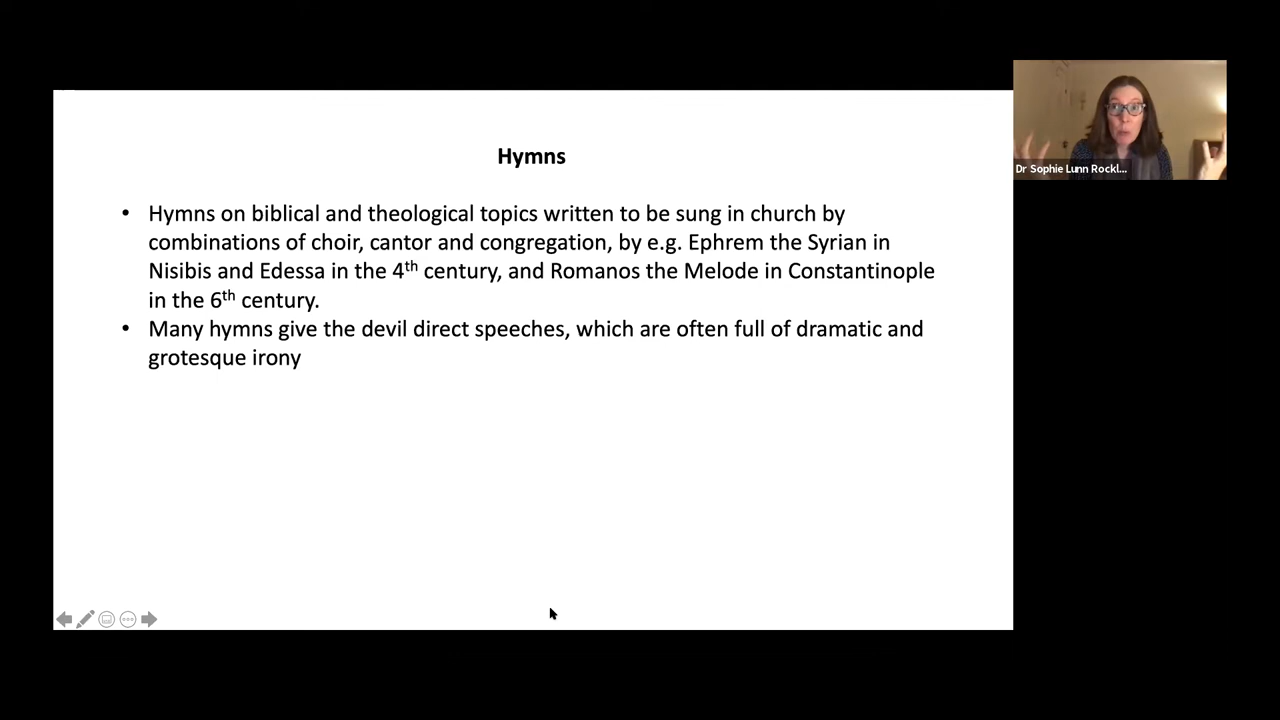 Hymns
• Hymns on biblical and theological topics written to be sung in church by
combinations of choir, cantor and congregation, by e.g. Ephrem the Syrian in
Nisibis and Edessa in the 4th century, and Romanos the Melode in Constantinople
in the 6th century.
• Many hymns give the devil direct speeches, which are often full of dramatic and
grotesque irony
Dr Sophie Lunn Rockl...